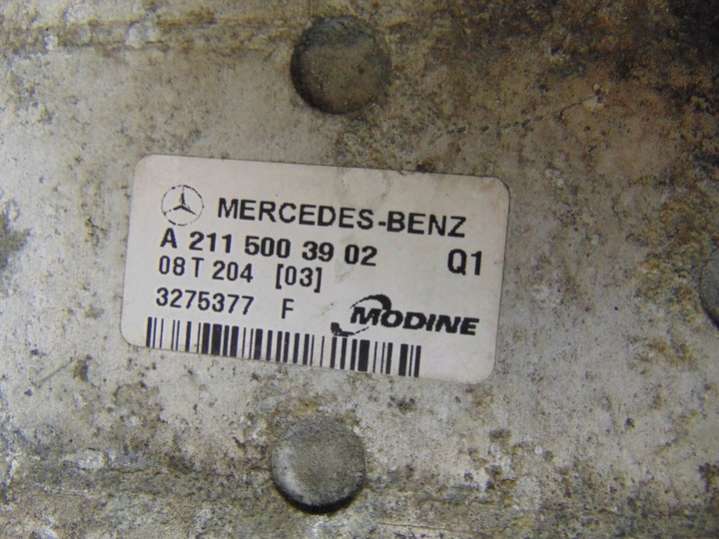 MERCEDES-BENZ
A 211 500 39 02 Q1
08 T 204 [03]
3275377 F
MODINE